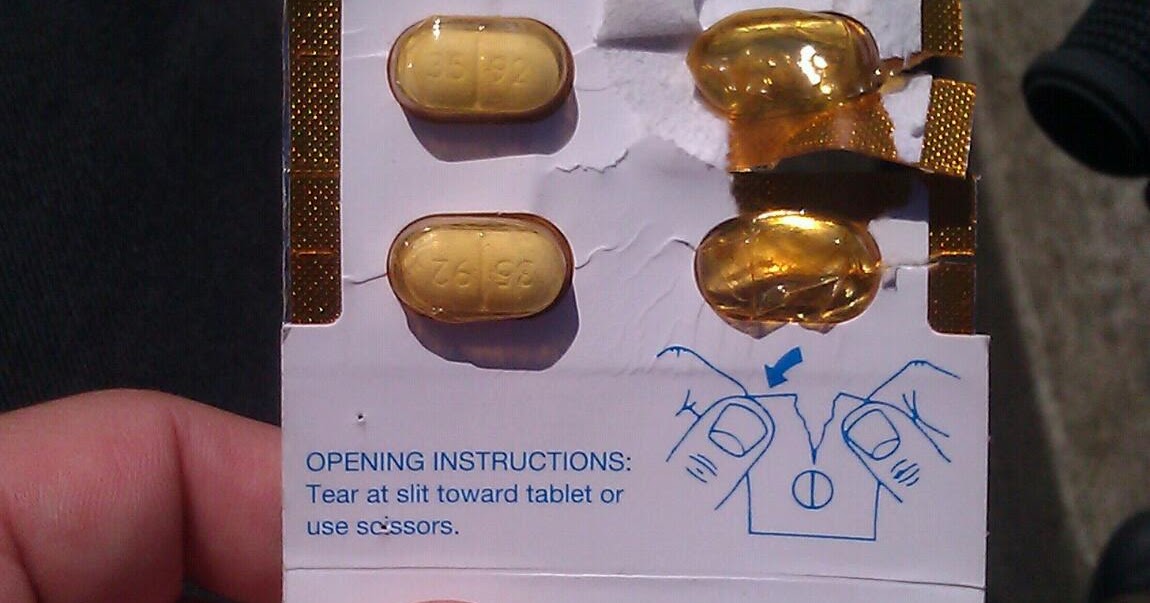 35 92
35 92
OPENING INSTRUCTIONS:
Tear at slit toward tablet or
use scissors.